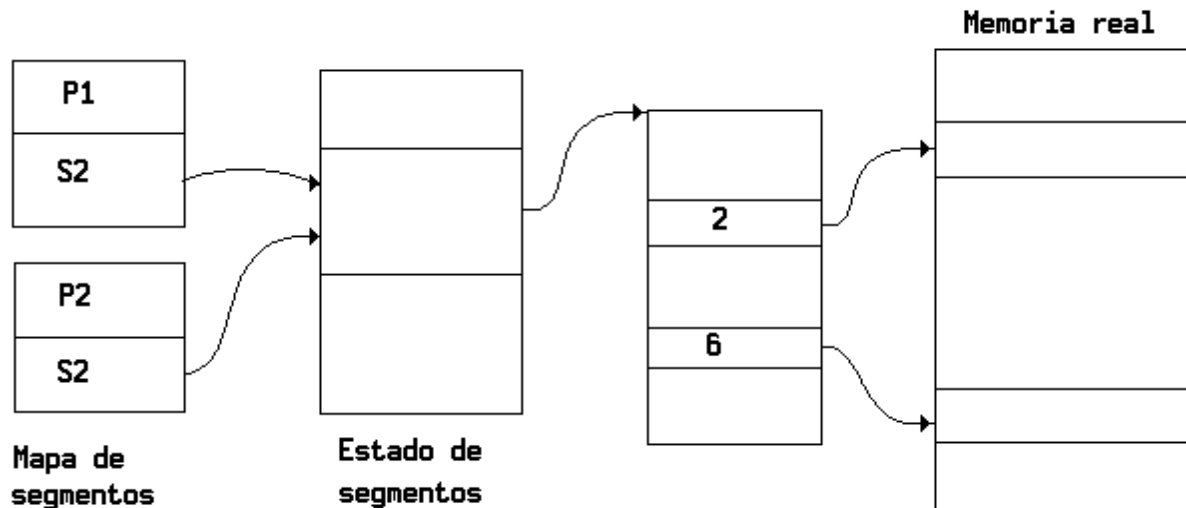 Memoria real
P1
S2
2
P2
6
S2
Mapa de
segmentos
Estado de
segmentos